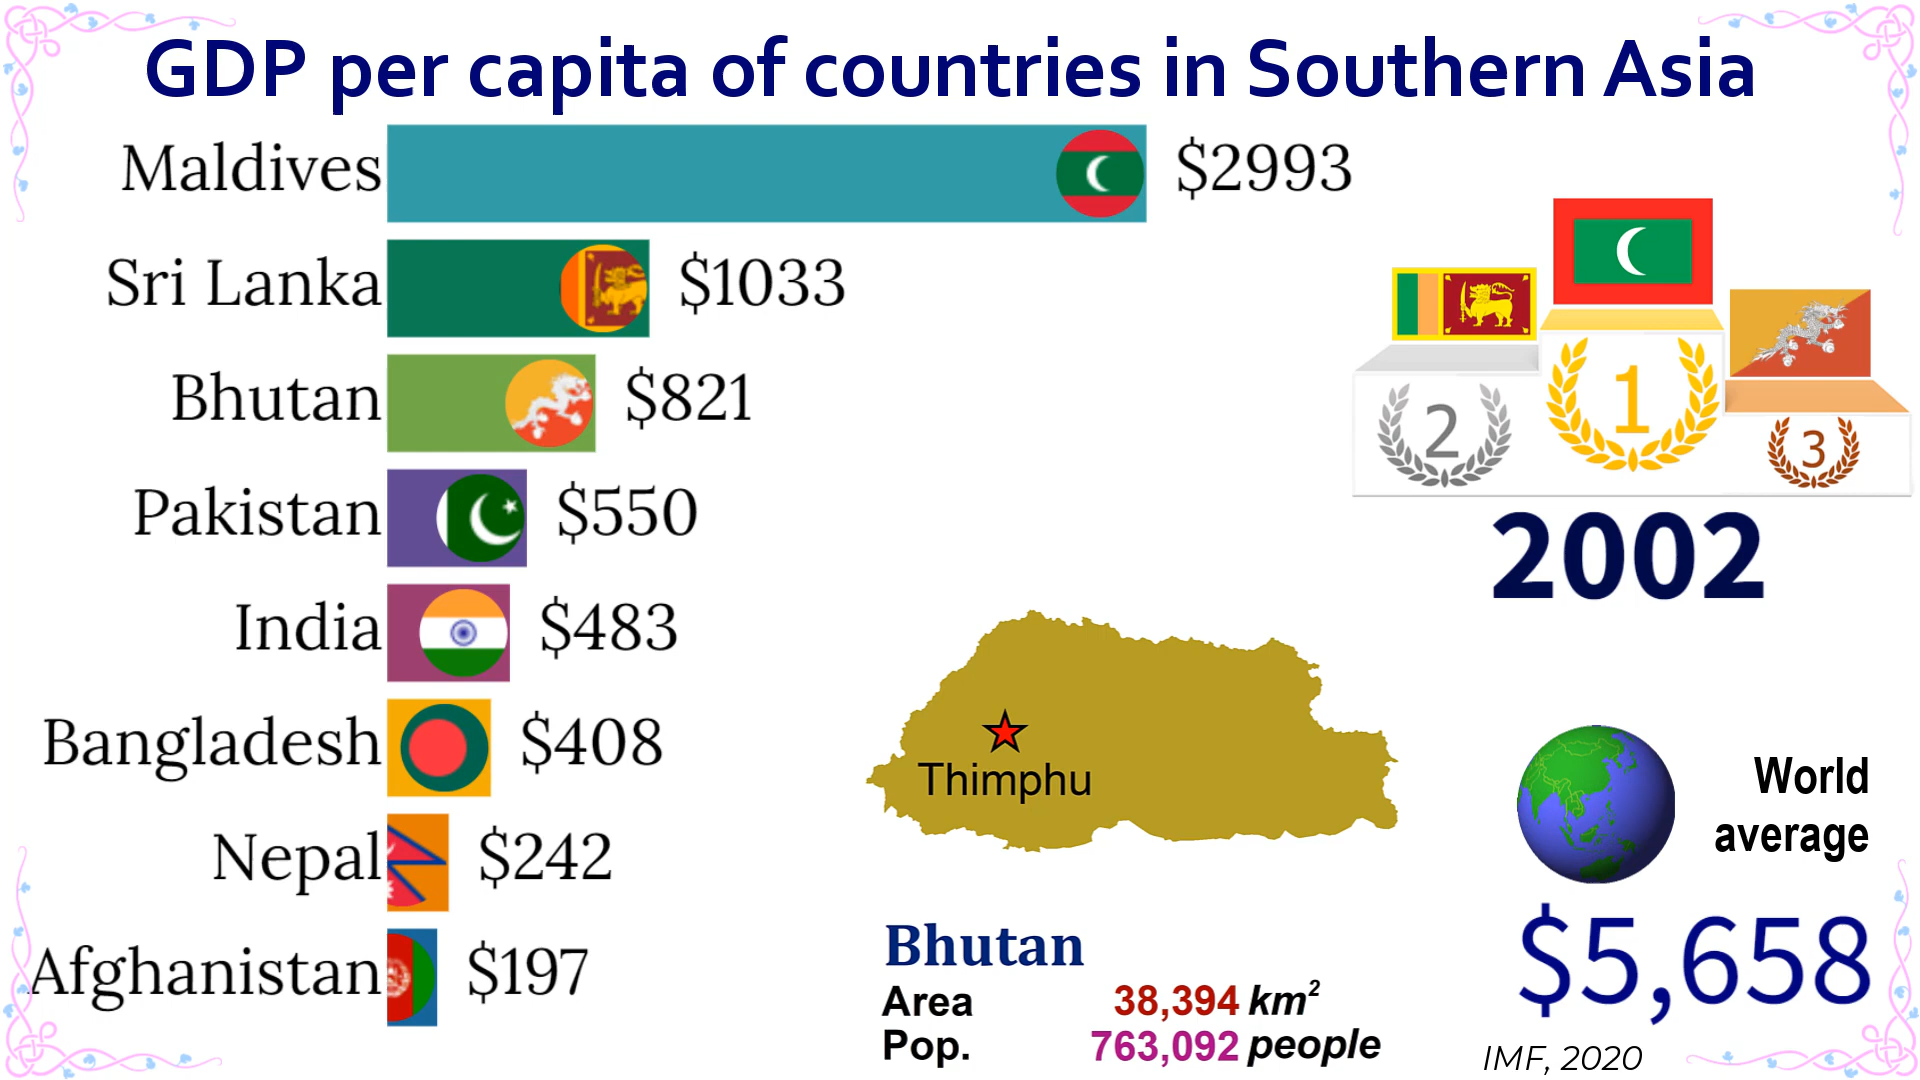 GDP per capita of countries in Southern Asia
Maldives $2993
Sri Lanka $1033
Bhutan $821
Pakistan $550
India $483
Bangladesh $408
Nepal $242
Afghanistan $197
2 1 3
2002
Thimphu
World
average
$5,658
Bhutan
Area 38,394 km²
Pop. 763,092 people
IMF, 2020